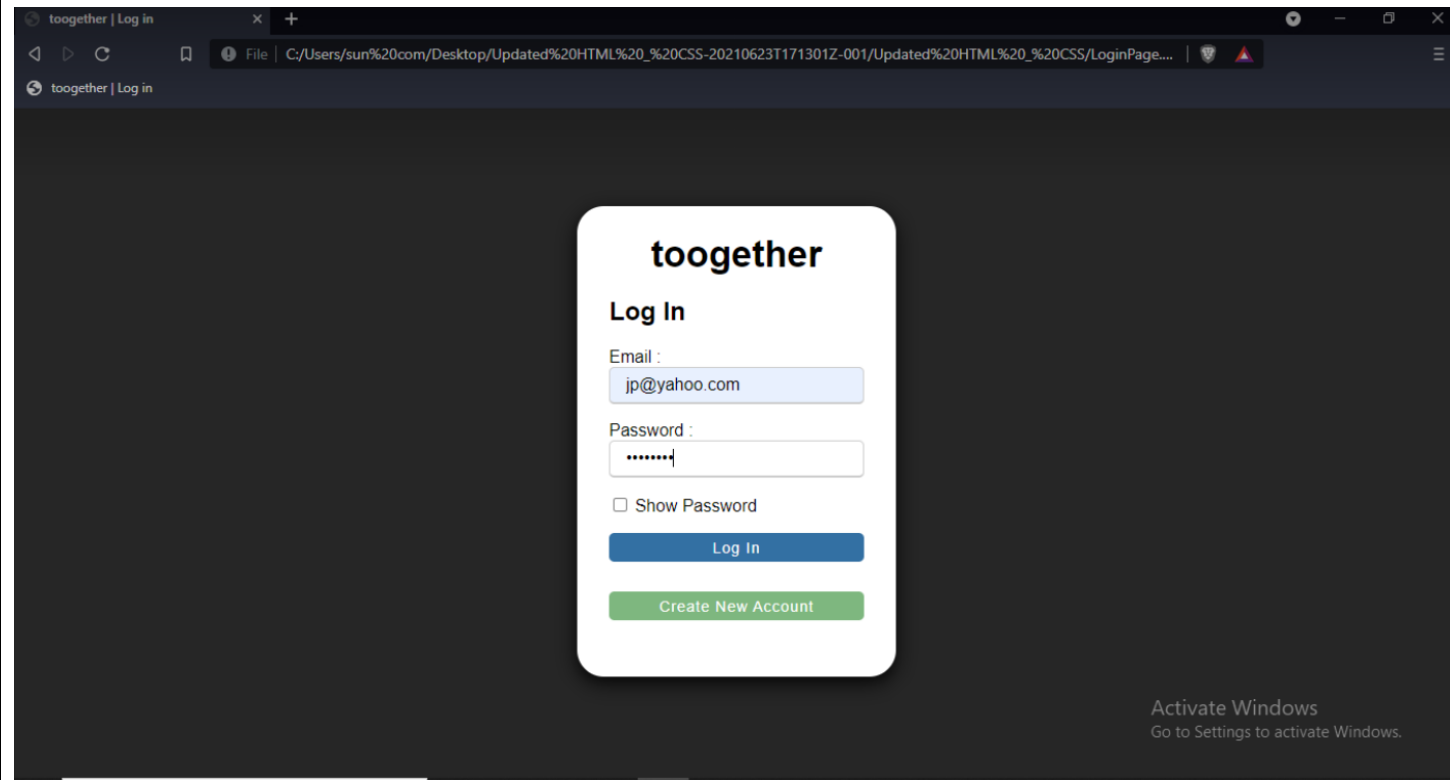 toogether | Log in
File | C:/Users/sun%20com/Desktop/Updated%20HTML%20_%20CSS-20210623T171301Z-001/Updated%20HTML%20_%20CSS/LoginPage....
toogether | Log in
toogether
Log In
Email :
jp@yahoo.com
Password :
••••••••
Show Password
Log In
Create New Account
Activate Windows
Go to Settings to activate Windows.